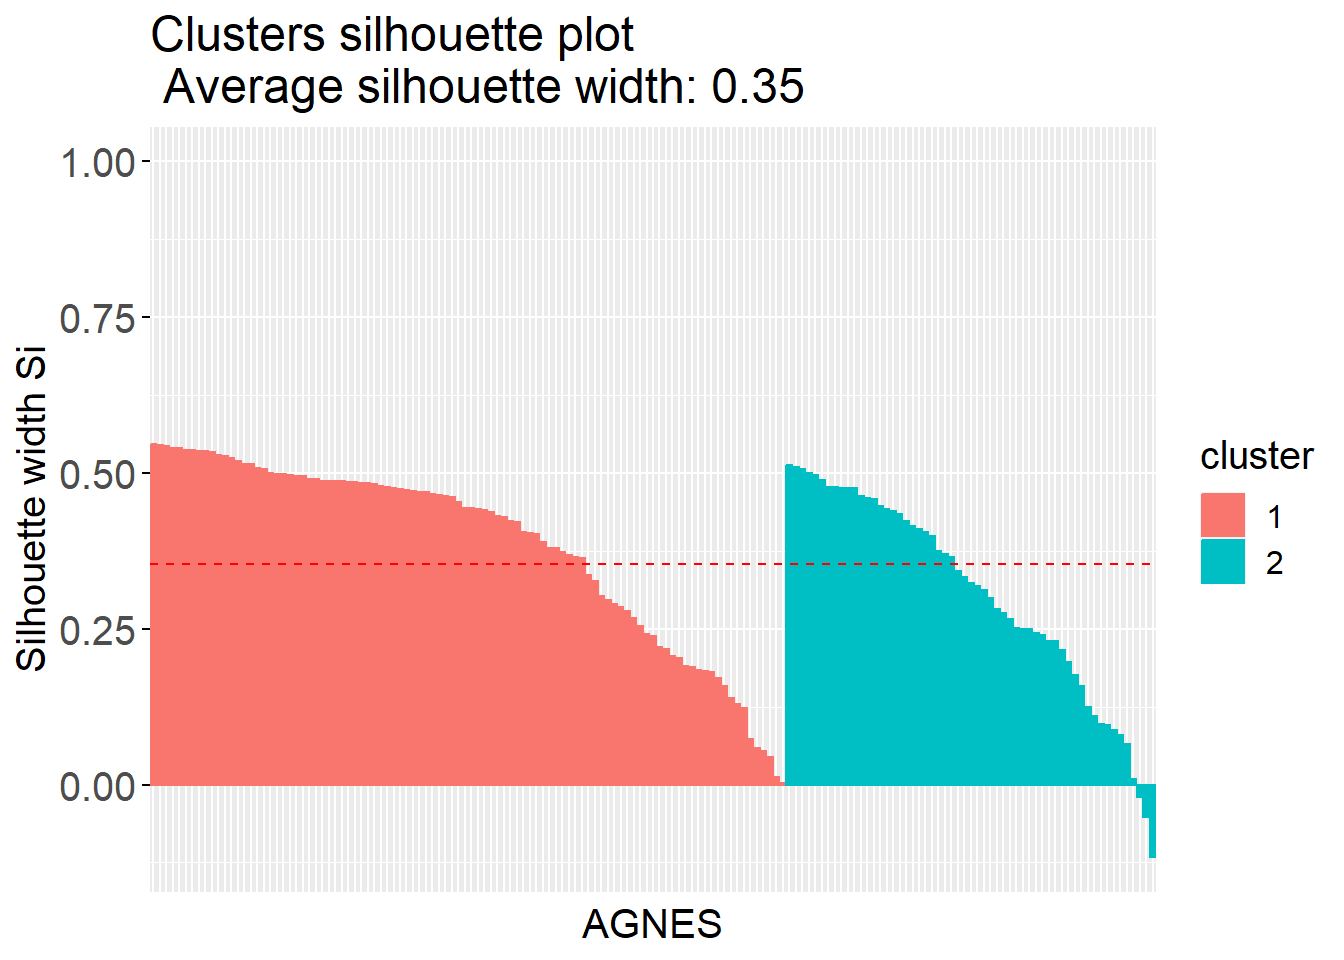 Clusters silhouette plot
Average silhouette width: 0.35
1.00
0.75
0.50
0.25
0.00
Silhouette width Si
AGNES
cluster
1
2